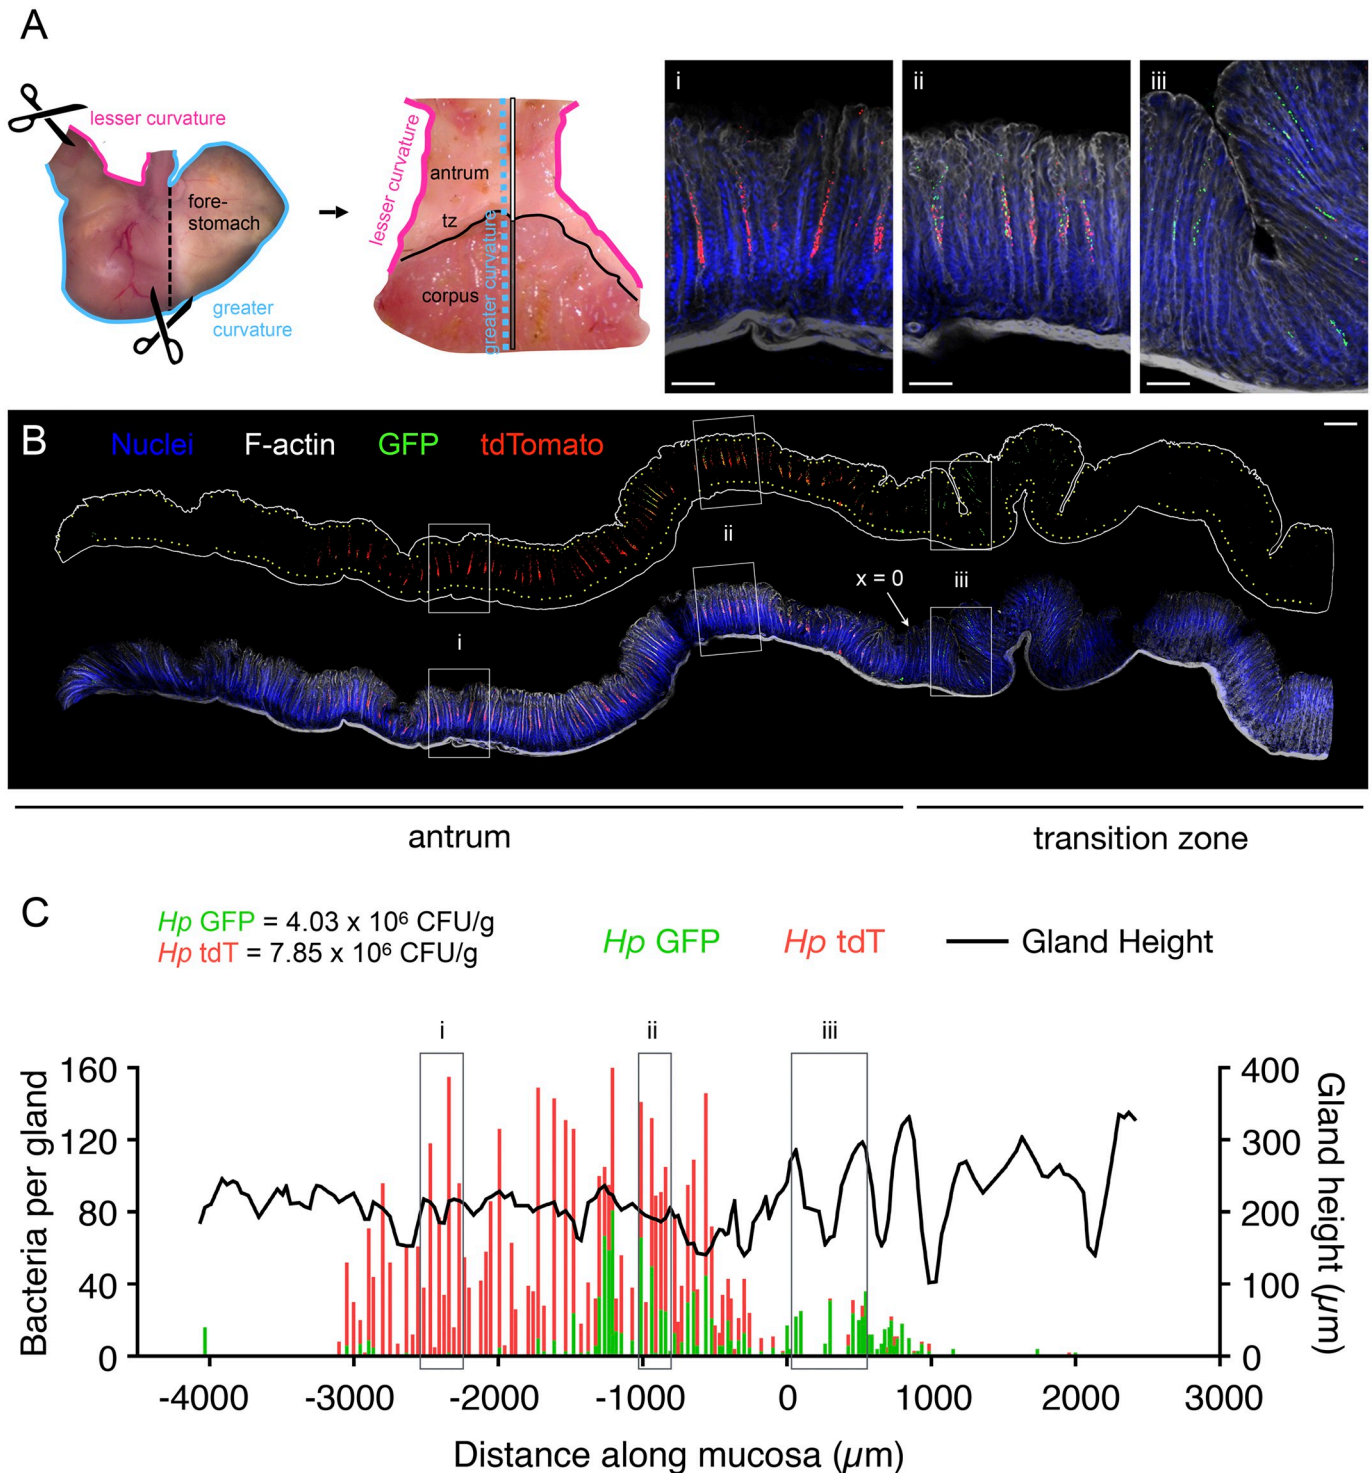 A
lesser curvature
fore-
stomach
greater
curvature
lesser curvature
antrum
tz
corpus
greater curvature
i
ii
iii
B
Nuclei
F-actin
GFP
tdTomato
ii
x = 0
iii
i
antrum
transition zone
C
Hp GFP = 4.03 x 10⁶ CFU/g
Hp tdT = 7.85 x 10⁶ CFU/g
Hp GFP
Hp tdT
Gland Height
i
ii
iii
Bacteria per gland
160
120
80
40
0
400
300
200
100
0
Gland height (µm)
-4000
-3000
-2000
-1000
0
1000
2000
3000
Distance along mucosa (µm)